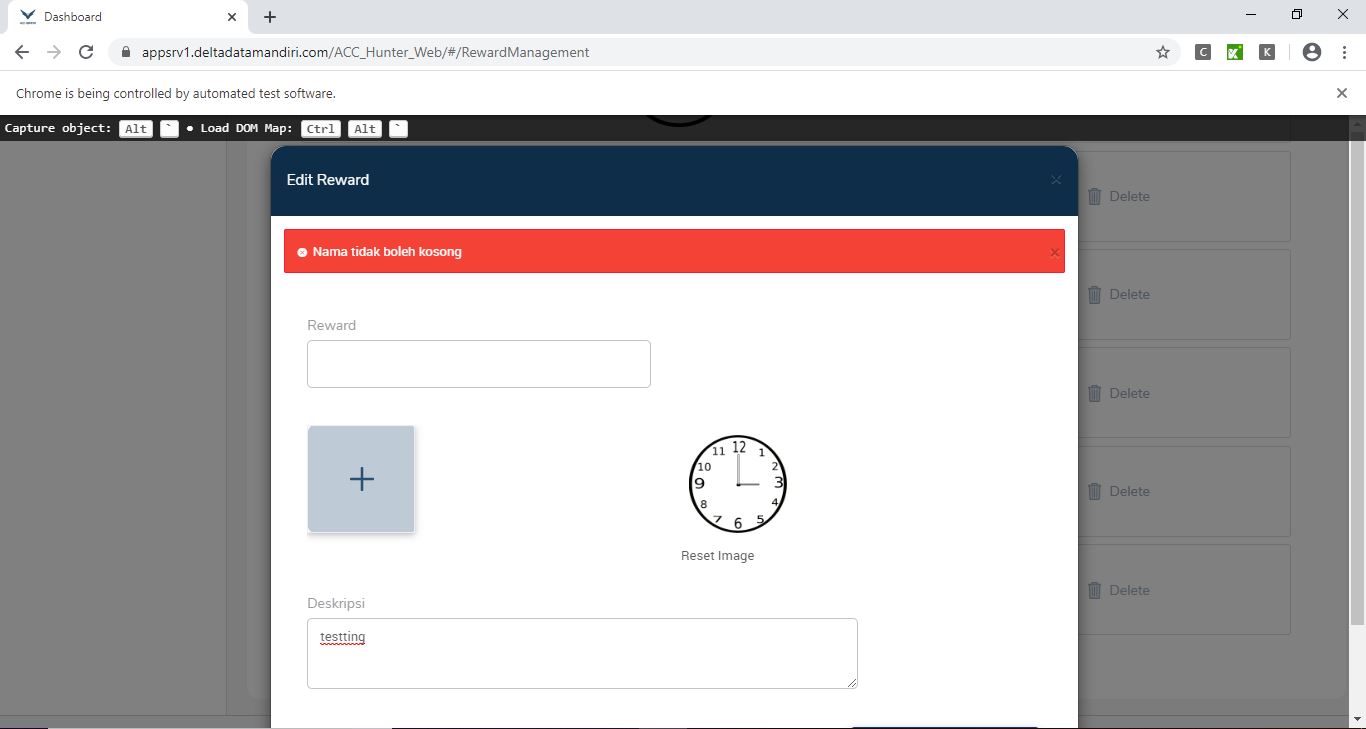 Dashboard
appsrv1.deltadatamandiri.com/ACC_Hunter_Web/#/RewardManagement
C K K
Chrome is being controlled by automated test software.
Capture object: Alt ` • Load DOM Map: Ctrl Alt `
Edit Reward
Delete
Nama tidak boleh kosong
Delete
Reward
Delete
12
11 1
10 2
9 3
8 4
7 5
6
Delete
Reset Image
Delete
Deskripsi
testting